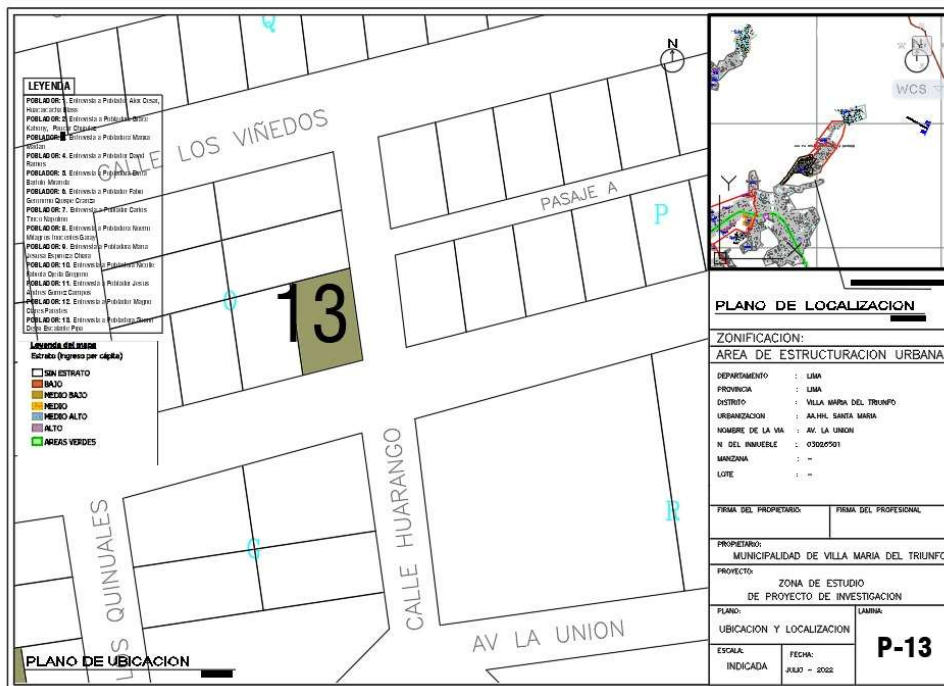 Q
N
LEYENDA
POBLADOR
POBLADOR 2. Entrevista a Poblador
POBLADOR
POBLADOR 4. Entrevista a Poblador David
Ramos
POBLADOR 5. Entrevista a Pobladora
POBLADOR 6. Entrevista a Poblador
POBLADOR 7. Entrevista a Poblador Carlos
POBLADOR 8. Entrevista a Pobladora
POBLADOR 9. Entrevista a Pobladora Maria
POBLADOR 10. Entrevista a Pobladora
POBLADOR 11. Entrevista a Poblador Jesus
POBLADOR 12. Entrevista a Poblador
POBLADOR 13. Entrevista a Pobladora
Leyenda del mapa
Estrato (Ingreso per cápita)
SIN ESTRATO
BAJO
MEDIO BAJO
MEDIO
MEDIO ALTO
ALTO
AREAS VERDES
CALLE LOS VIÑEDOS
PASAJE A
P
O
13
CALLE HUARANGO
R
G
LOS QUINUALES
AV LA UNION
PLANO DE UBICACION
N
WCS
Y
PLANO DE LOCALIZACION
ZONIFICACION:
AREA DE ESTRUCTURACION URBANA
DEPARTAMENTO : LIMA
PROVINCIA : LIMA
DISTRITO : VILLA MARIA DEL TRIUNFO
URBANIZACION : AA.HH. SANTA MARIA
NOMBRE DE LA VIA : AV. LA UNION
N DEL INMUEBLE : 03026501
MANZANA : -
LOTE : -
FIRMA DEL PROPIETARIO: FIRMA DEL PROFESIONAL
PROPIETARIO:
MUNICIPALIDAD DE VILLA MARIA DEL TRIUNFO
PROYECTO:
ZONA DE ESTUDIO
DE PROYECTO DE INVESTIGACION
PLANO:
UBICACION Y LOCALIZACION
LAMINA:
P-13
ESCALA:
INDICADA
FECHA:
JULIO - 2022